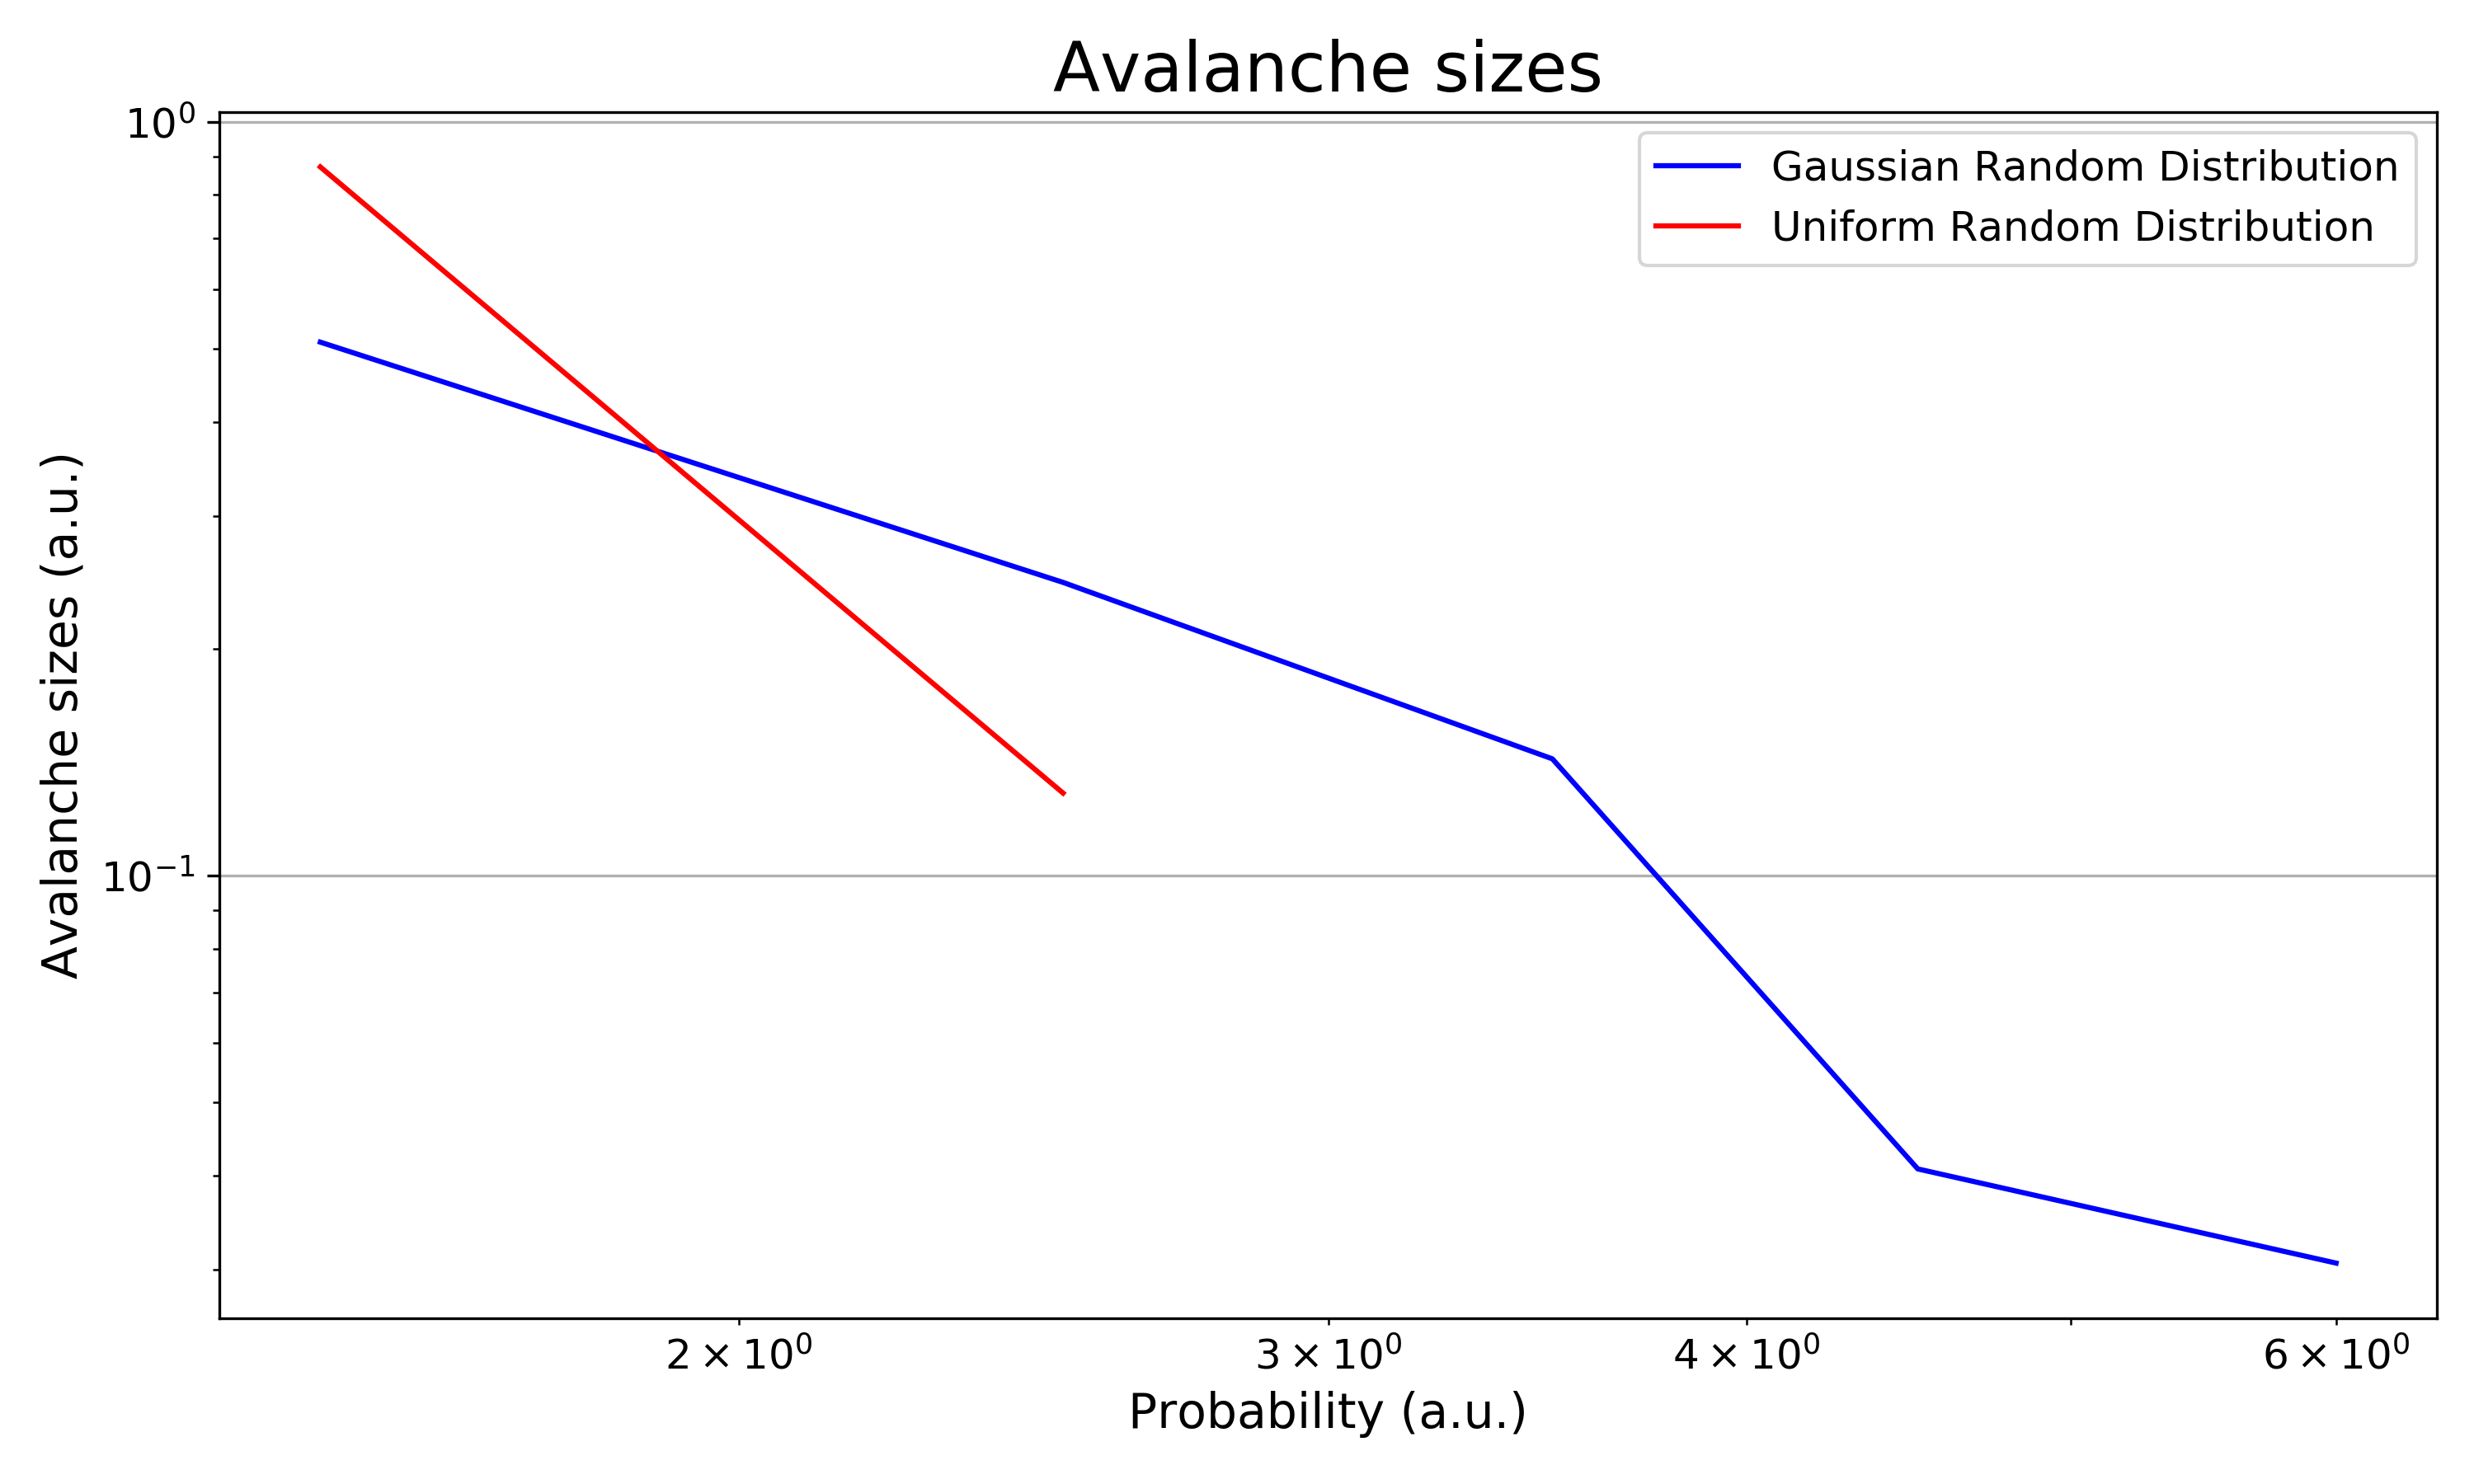 Avalanche sizes
10⁰
Gaussian Random Distribution
Uniform Random Distribution
Avalanche sizes (a.u.)
10⁻¹
2 × 10⁰
3 × 10⁰
4 × 10⁰
6 × 10⁰
Probability (a.u.)